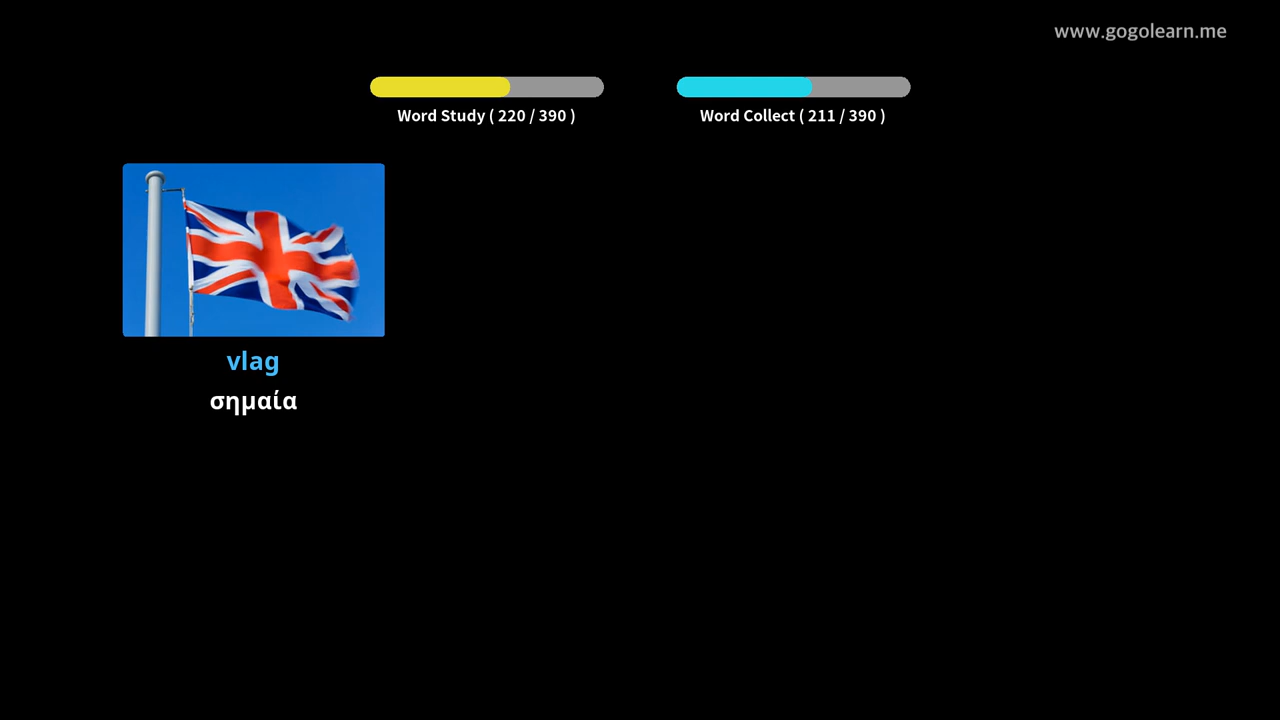 www.gogolearn.me
Word Study ( 220 / 390 )
Word Collect ( 211 / 390 )
vlag
σημαία